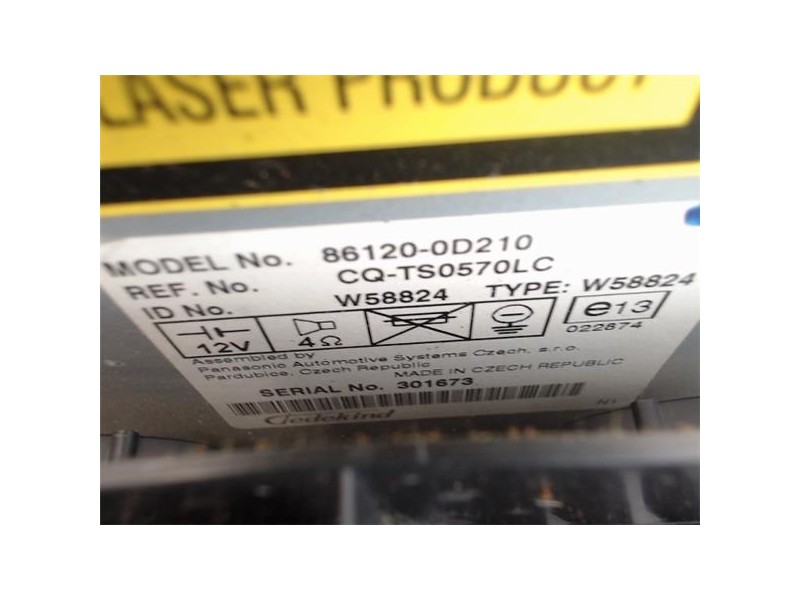 LASER PRODUCT
MODEL No. 86120-0D210
REF. No. CQ-TS0570LC
ID No. W58824 TYPE: W58824
12V 4Ω e13
022874
Assembled by
Panasonic Automotive Systems Czech, s.r.o.
Pardubice, Czech Republic MADE IN CZECH REPUBLIC
SERIAL No. 301673
N1